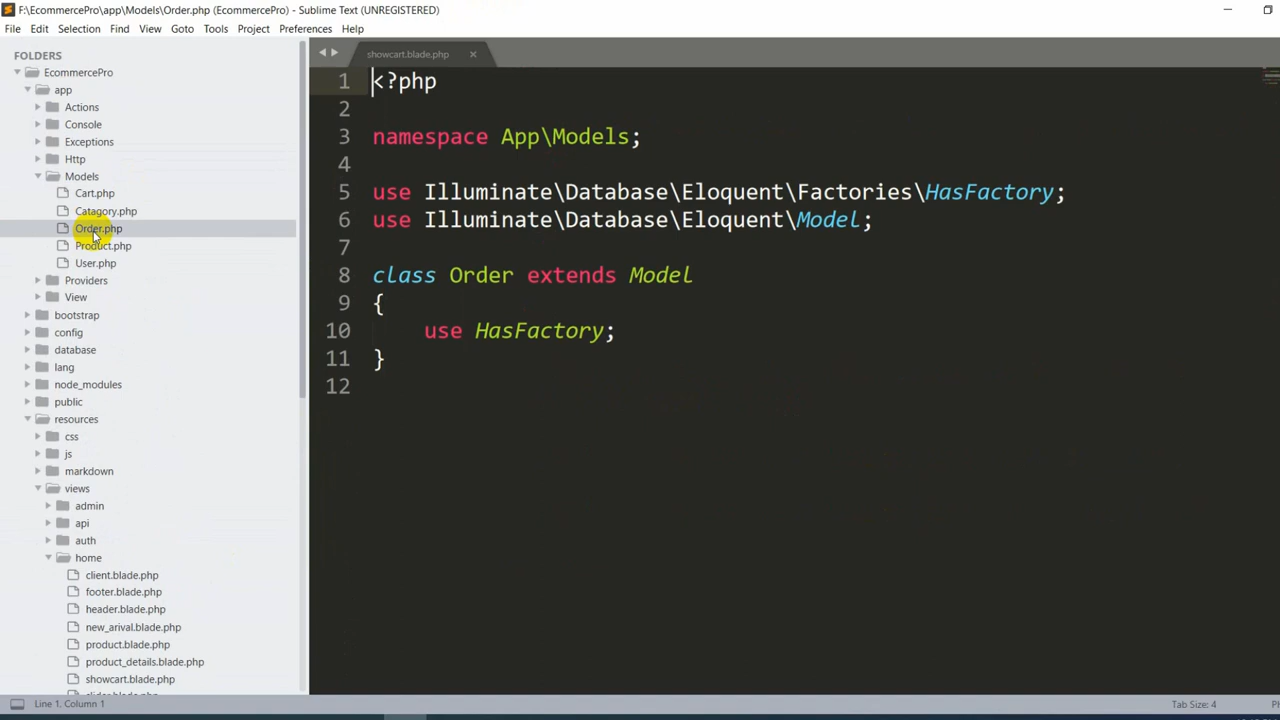 F:\EcommercePro\app\Models\Order.php (EcommercePro) - Sublime Text (UNREGISTERED)
File Edit Selection Find View Goto Tools Project Preferences Help
FOLDERS
EcommercePro
app
Actions
Console
Exceptions
Http
Models
Cart.php
Catagory.php
Order.php
Product.php
User.php
Providers
View
bootstrap
config
database
lang
node_modules
public
resources
css
js
markdown
views
admin
api
auth
home
client.blade.php
footer.blade.php
header.blade.php
new_arival.blade.php
product.blade.php
product_details.blade.php
showcart.blade.php
showcart.blade.php
1 <?php
2
3 namespace App\Models;
4
5 use Illuminate\Database\Eloquent\Factories\HasFactory;
6 use Illuminate\Database\Eloquent\Model;
7
8 class Order extends Model
9 {
10 use HasFactory;
11 }
12
Line 1, Column 1
Tab Size: 4